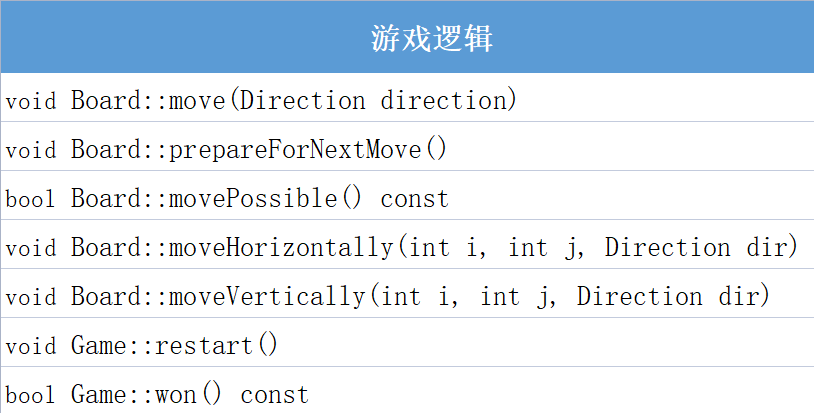 游戏逻辑
void Board::move(Direction direction)
void Board::prepareForNextMove()
bool Board::movePossible() const
void Board::moveHorizontally(int i, int j, Direction dir)
void Board::moveVertically(int i, int j, Direction dir)
void Game::restart()
bool Game::won() const